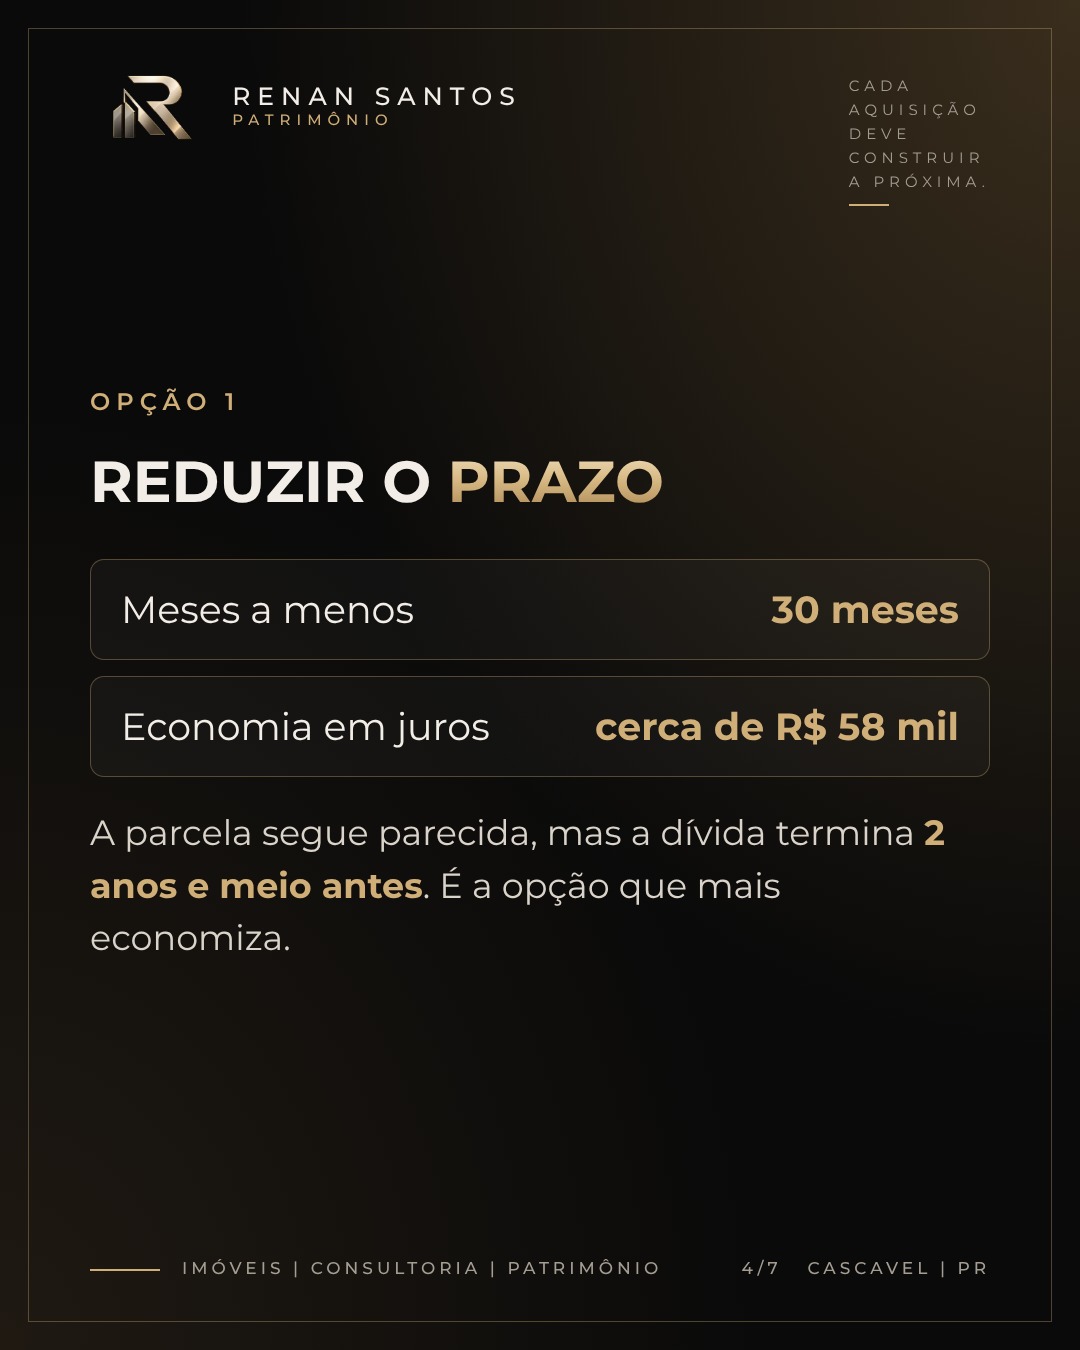 RENAN SANTOS
PATRIMÔNIO
CADA
AQUISIÇÃO
DEVE
CONSTRUIR
A PRÓXIMA.
OPÇÃO 1
REDUZIR O PRAZO
Meses a menos 30 meses
Economia em juros cerca de R$ 58 mil
A parcela segue parecida, mas a dívida termina 2
anos e meio antes. É a opção que mais
economiza.
IMÓVEIS | CONSULTORIA | PATRIMÔNIO 4/7 CASCAVEL | PR